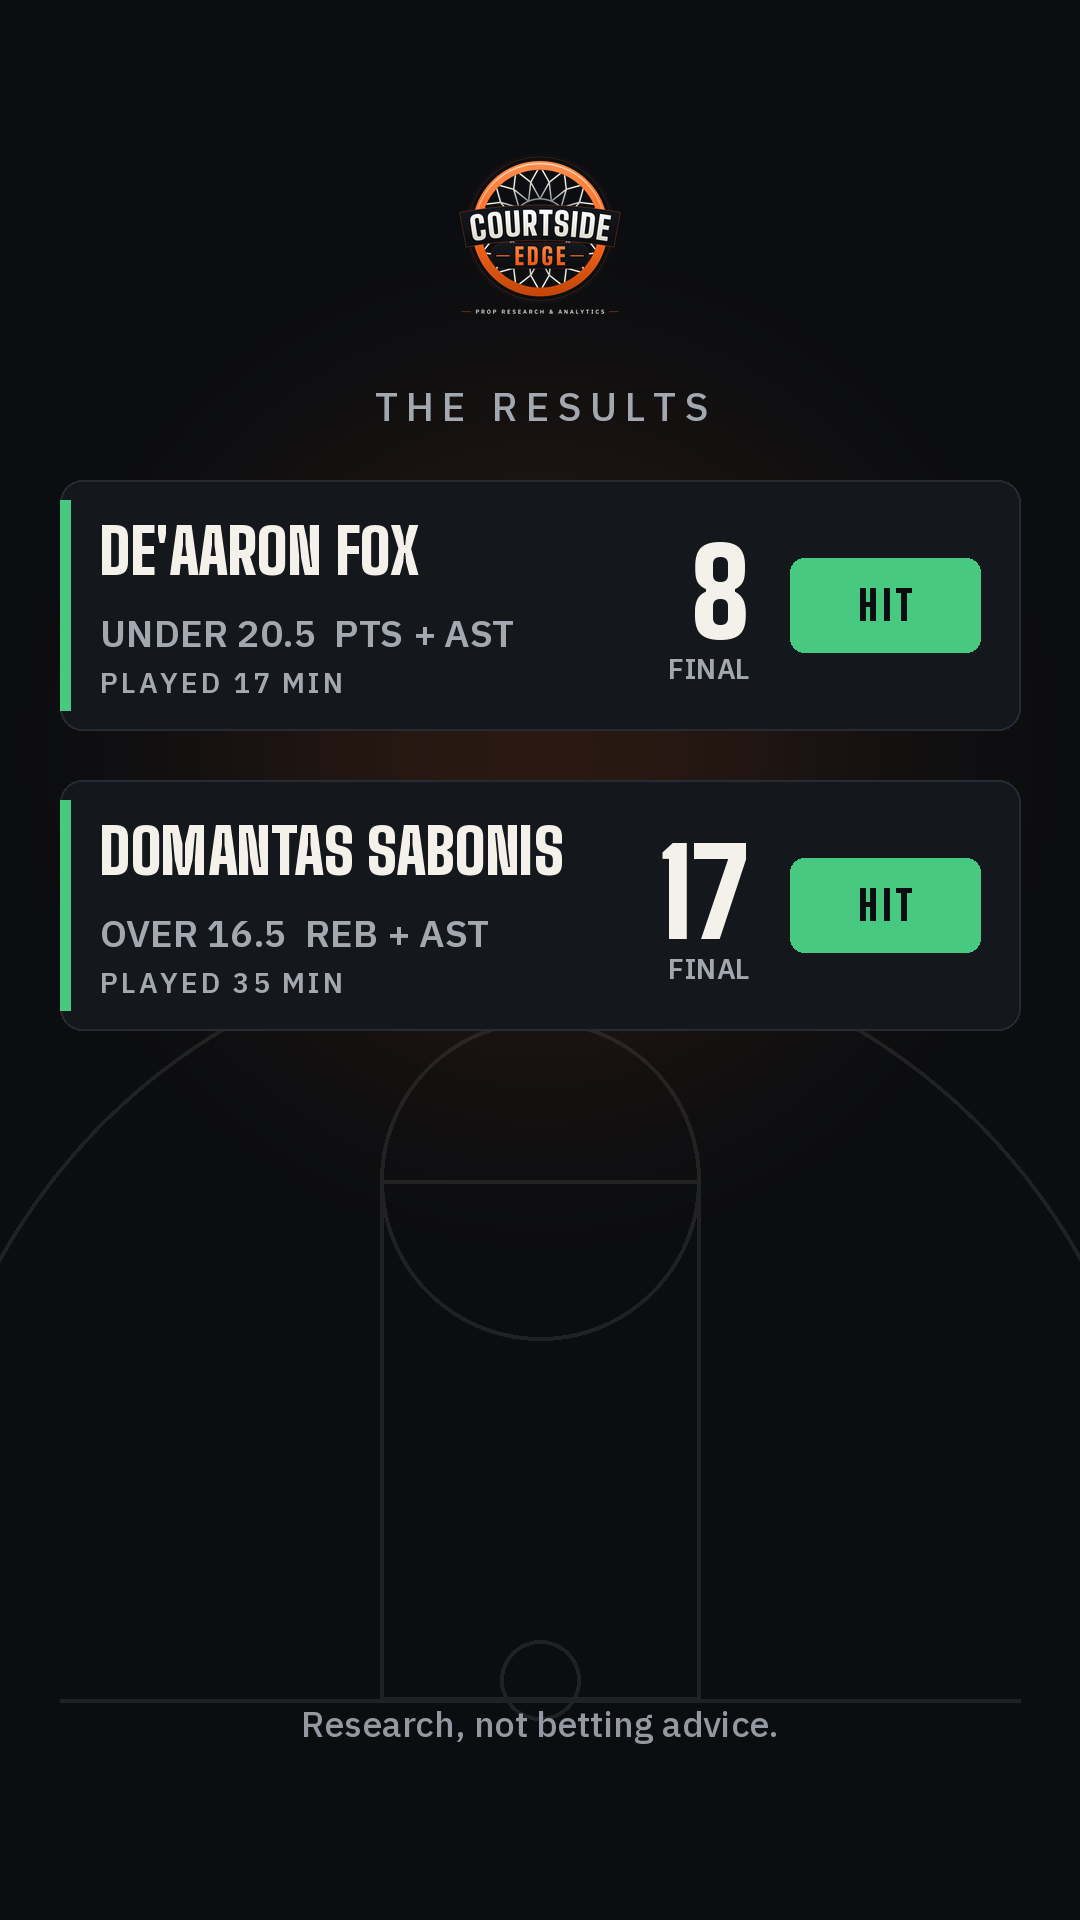 COURTSIDE
EDGE
PROP RESEARCH & ANALYTICS
THE RESULTS
DE'AARON FOX
UNDER 20.5 PTS + AST
PLAYED 17 MIN
8
FINAL
HIT
DOMANTAS SABONIS
OVER 16.5 REB + AST
PLAYED 35 MIN
17
FINAL
HIT
Research, not betting advice.